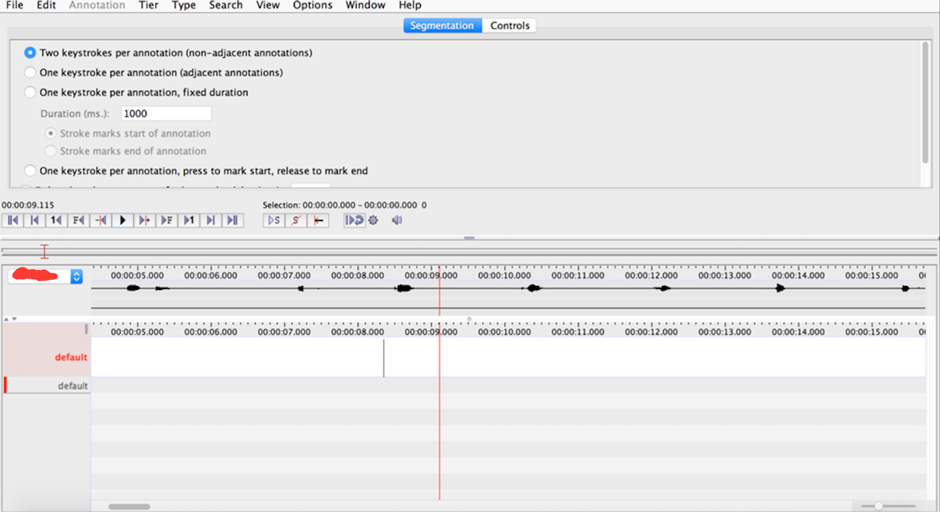 File Edit Annotation Tier Type Search View Options Window Help
Segmentation Controls
Two keystrokes per annotation (non-adjacent annotations)
One keystroke per annotation (adjacent annotations)
One keystroke per annotation, fixed duration
Duration (ms.): 1000
Stroke marks start of annotation
Stroke marks end of annotation
One keystroke per annotation, press to mark start, release to mark end
00:00:09.115 Selection: 00:00:00.000 - 00:00:00.000 0
1 F F 1 S S
00:00:05.000 00:00:06.000 00:00:07.000 00:00:08.000 00:00:09.000 00:00:10.000 00:00:11.000 00:00:12.000 00:00:13.000 00:00:14.000 00:00:15.000 0
00:00:05.000 00:00:06.000 00:00:07.000 00:00:08.000 00:00:09.000 00:00:10.000 00:00:11.000 00:00:12.000 00:00:13.000 00:00:14.000 00:00:15.000 0
default
default